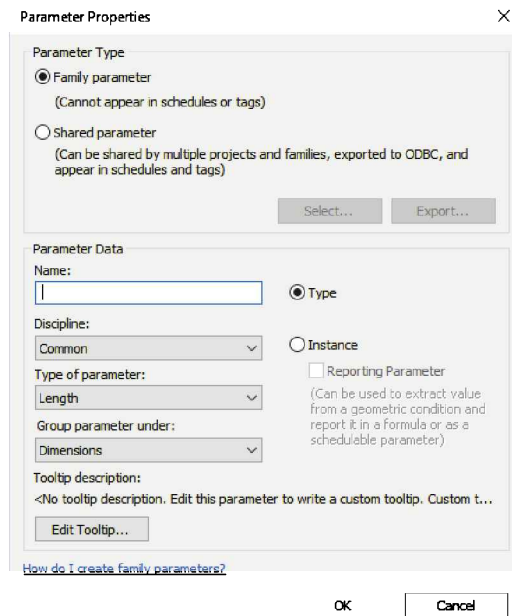 Parameter Properties
Parameter Type
Family parameter
(Cannot appear in schedules or tags)
Shared parameter
(Can be shared by multiple projects and families, exported to ODBC, and
appear in schedules and tags)
Select...
Export...
Parameter Data
Name:
Type
Discipline:
Common
Instance
Type of parameter:
Reporting Parameter
Length
(Can be used to extract value
from a geometric condition and
report it in a formula or as a
schedulable parameter)
Group parameter under:
Dimensions
Tooltip description:
<No tooltip description. Edit this parameter to write a custom tooltip. Custom t...
Edit Tooltip...
How do I create family parameters?
OK
Cancel